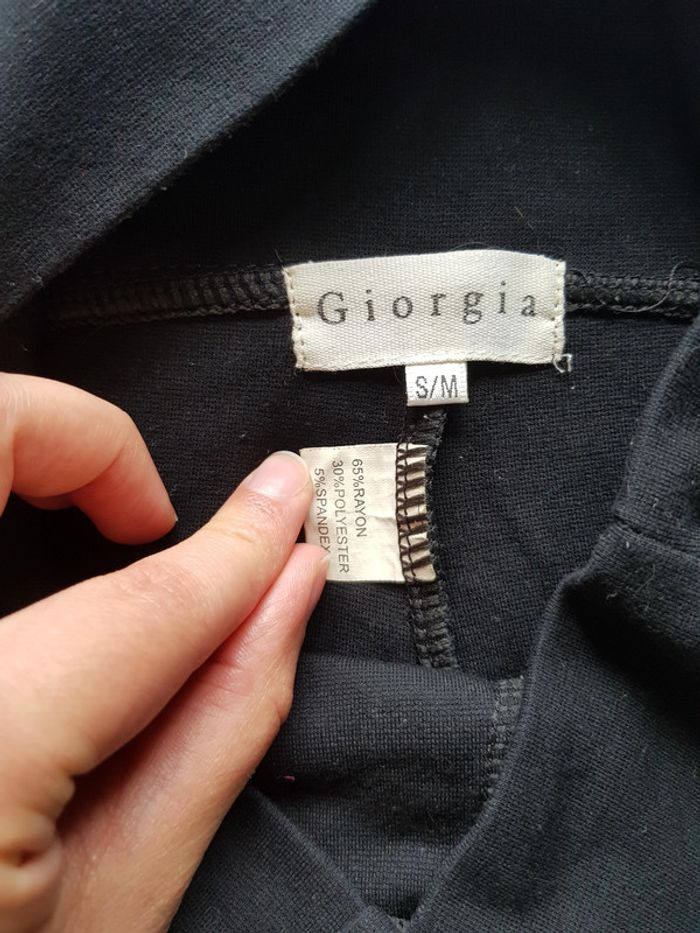 Giorgia
S/M
65%RAYON
30%POLYESTER
5%SPANDEX